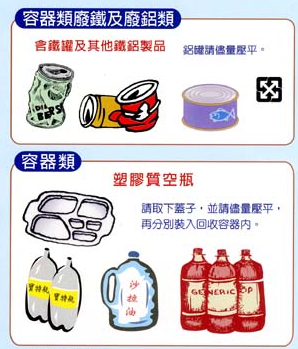 容器類廢鐵及廢鋁類
含鐵罐及其他鐵鋁製品
鋁罐請儘量壓平。
容器類
塑膠質空瓶
請取下蓋子,並請儘量壓平,
再分別裝入回收容器内。
寶特瓶
寶特瓶
沙拉油
GENERIC POP